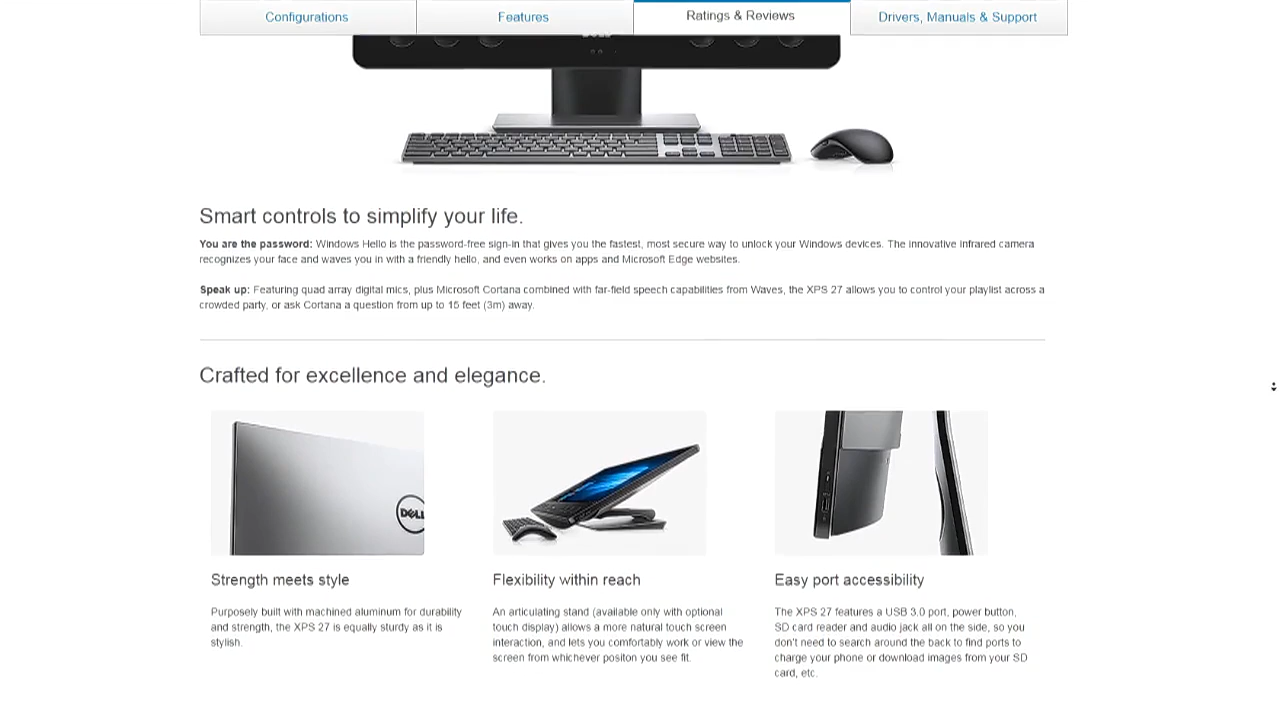 Configurations
Features
Ratings & Reviews
Drivers, Manuals & Support
Smart controls to simplify your life.
You are the password: Windows Hello is the password-free sign-in that gives you the fastest, most secure way to unlock your Windows devices. The innovative infrared camera
recognizes your face and waves you in with a friendly hello, and even works on apps and Microsoft Edge websites.
Speak up: Featuring quad array digital mics, plus Microsoft Cortana combined with far-field speech capabilities from Waves, the XPS 27 allows you to control your playlist across a
crowded party, or ask Cortana a question from up to 15 feet (3m) away.
Crafted for excellence and elegance.
DELL
Strength meets style
Purposely built with machined aluminum for durability
and strength, the XPS 27 is equally sturdy as it is
stylish.
Flexibility within reach
An articulating stand (available only with optional
touch display) allows a more natural touch screen
interaction, and lets you comfortably work or view the
screen from whichever positon you see fit.
Easy port accessibility
The XPS 27 features a USB 3.0 port, power button,
SD card reader and audio jack all on the side, so you
don't need to search around the back to find ports to
charge your phone or download images from your SD
card, etc.